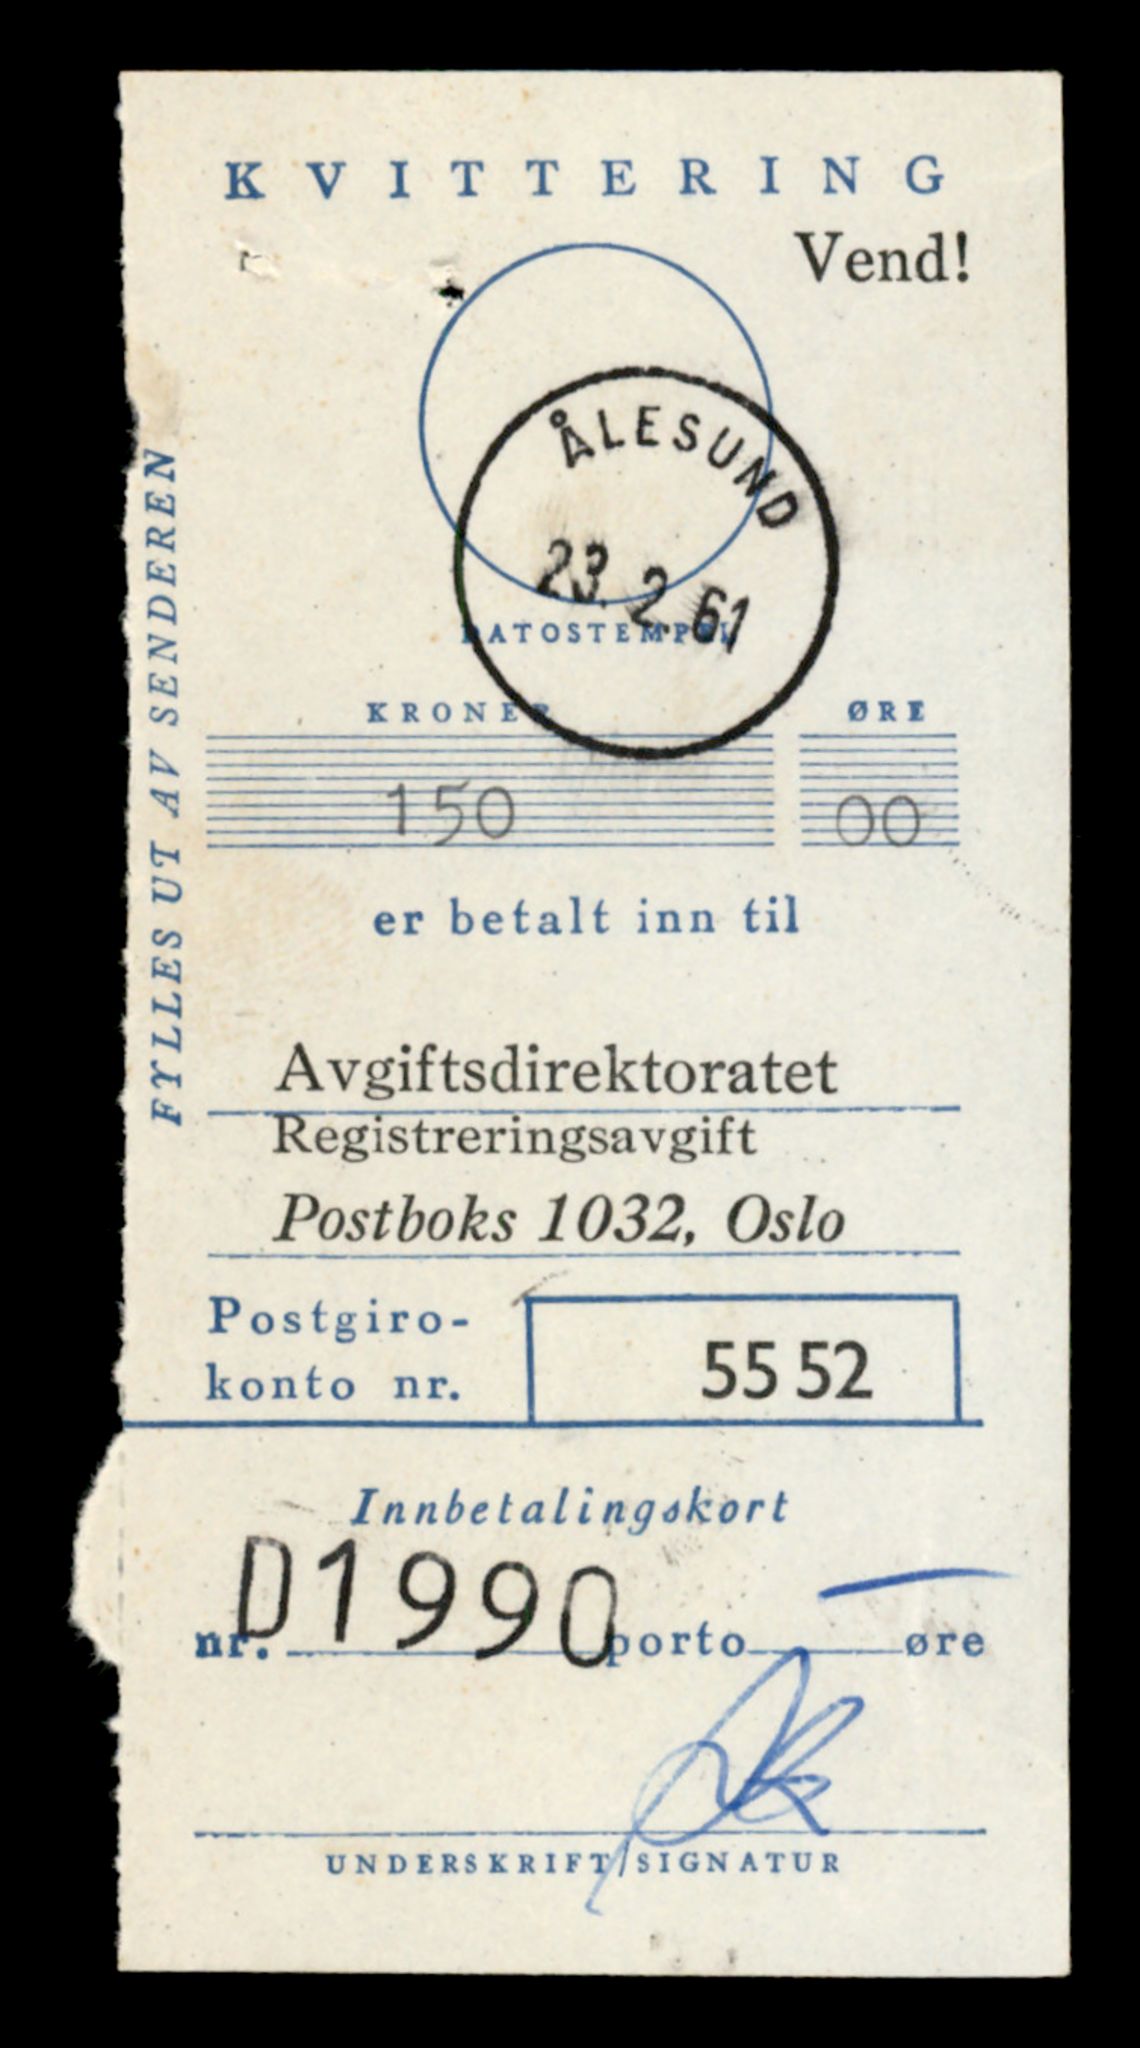 KVITTERING
Vend!
ÅLESUND
23. 2. 61
DATOSTEMPEL
FYLLES UT AV SENDEREN
KRONER ØRE
150 00
er betalt inn til
Avgiftsdirektoratet
Registreringsavgift
Postboks 1032, Oslo
Postgiro-
konto nr. 55 52
Innbetalingskort
nr. D1990 porto — øre
UNDERSKRIFT/SIGNATUR